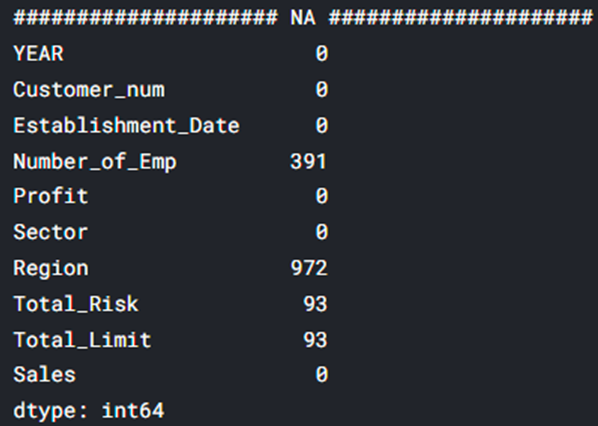 ##################### NA #####################
YEAR 0
Customer_num 0
Establishment_Date 0
Number_of_Emp 391
Profit 0
Sector 0
Region 972
Total_Risk 93
Total_Limit 93
Sales 0
dtype: int64